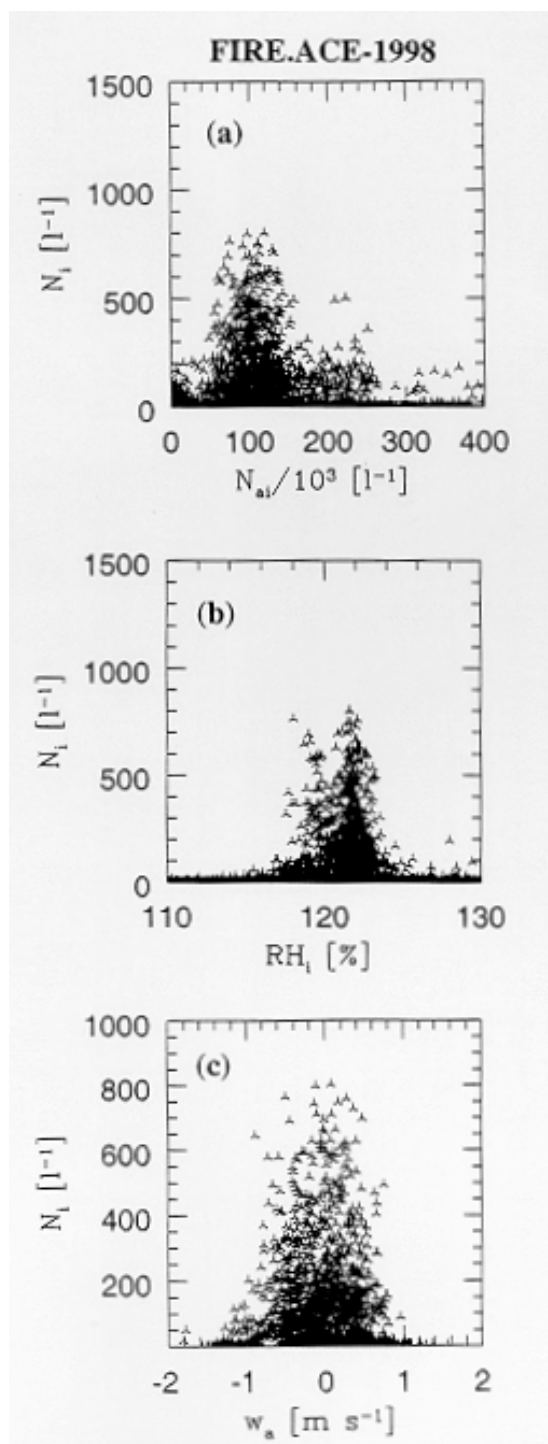 FIRE.ACE-1998
1500
(a)
1000
N_i [l⁻¹]
500
0
0 100 200 300 400
N_ai/10³ [l⁻¹]
1500
(b)
1000
N_i [l⁻¹]
500
0
110 120 130
RH_i [%]
1000
(c)
800
600
N_i [l⁻¹]
400
200
-2 -1 0 1 2
w_a [m s⁻¹]